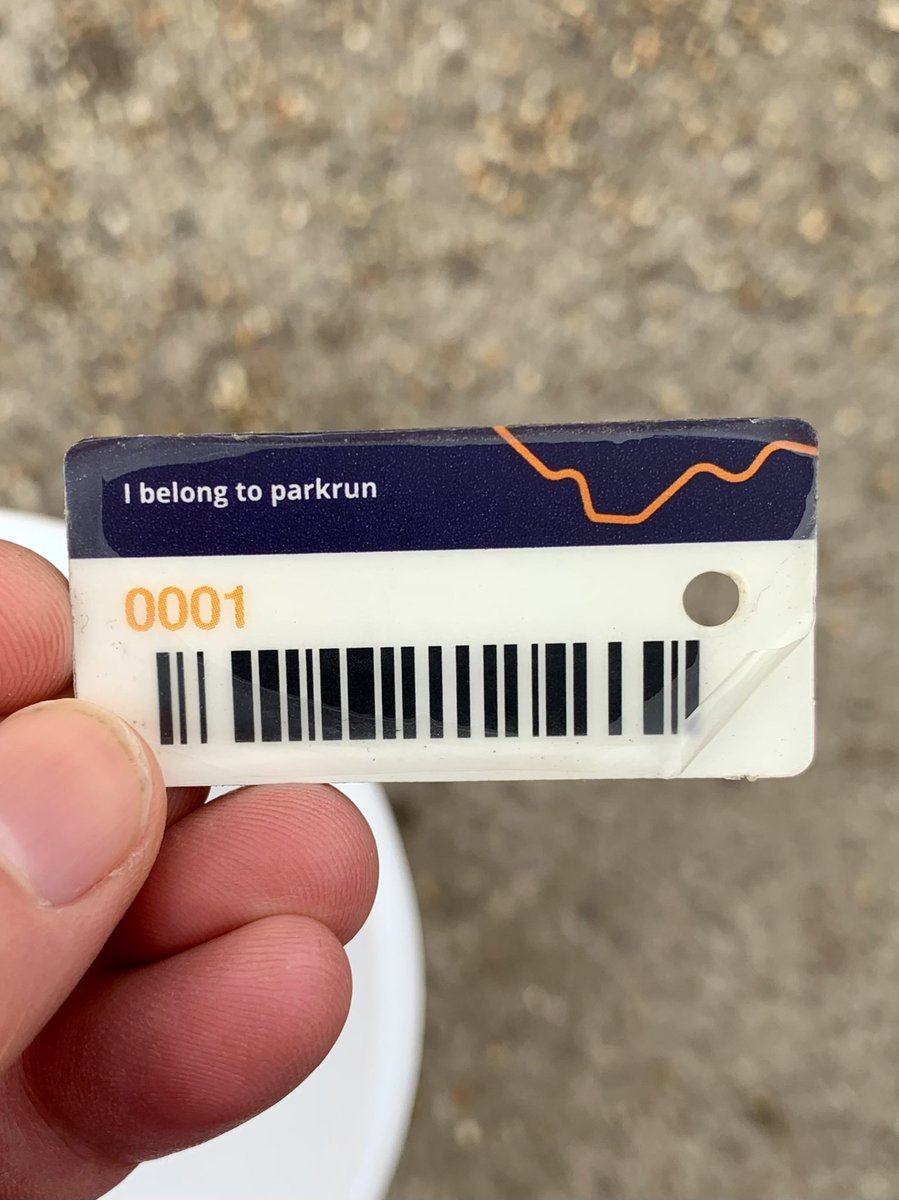 I belong to parkrun
0001